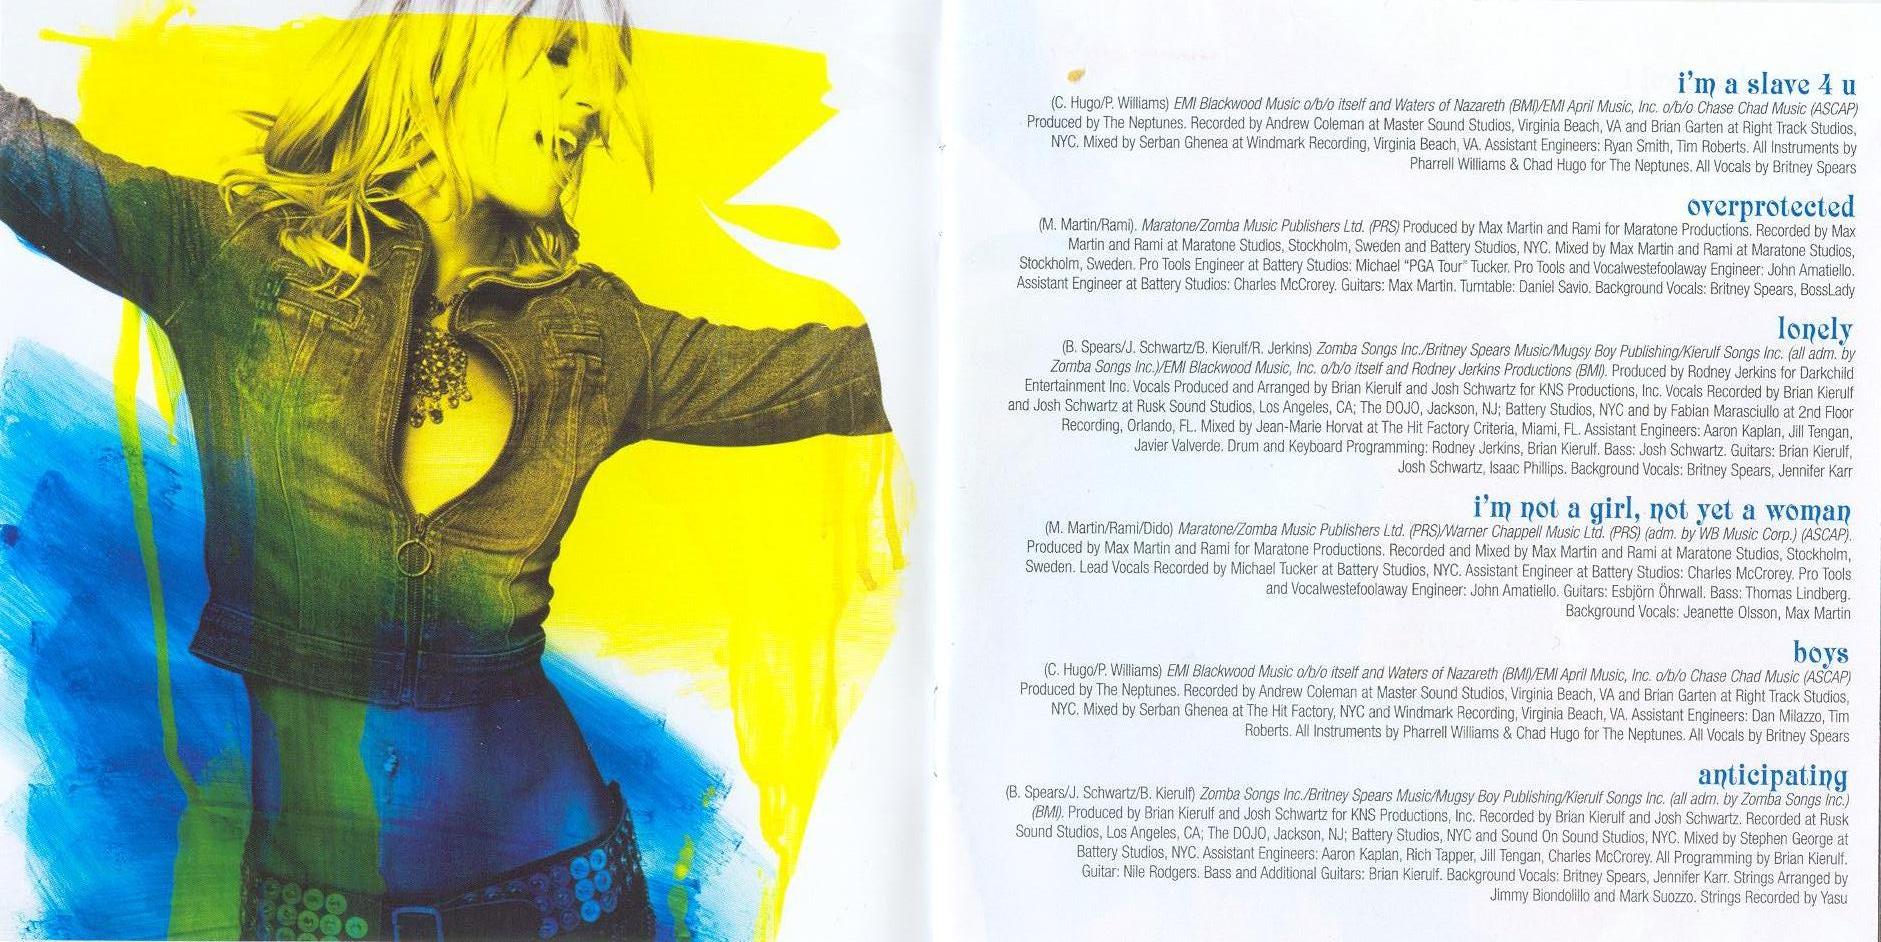 i'm a slave 4 u
(C. Hugo/P. Williams) EMI Blackwood Music o/b/o itself and Waters of Nazareth (BMI)/EMI April Music, Inc. o/b/o Chase Chad Music (ASCAP)
Produced by The Neptunes. Recorded by Andrew Coleman at Master Sound Studios, Virginia Beach, VA and Brian Garten at Right Track Studios,
NYC. Mixed by Serban Ghenea at Windmark Recording, Virginia Beach, VA. Assistant Engineers: Ryan Smith, Tim Roberts. All Instruments by
Pharrell Williams & Chad Hugo for The Neptunes. All Vocals by Britney Spears
overprotected
(M. Martin/Rami). Maratone/Zomba Music Publishers Ltd. (PRS) Produced by Max Martin and Rami for Maratone Productions. Recorded by Max
Martin and Rami at Maratone Studios, Stockholm, Sweden and Battery Studios, NYC. Mixed by Max Martin and Rami at Maratone Studios,
Stockholm, Sweden. Pro Tools Engineer at Battery Studios: Michael "PGA Tour" Tucker. Pro Tools and Vocalwestefoolaway Engineer: John Amatiello.
Assistant Engineer at Battery Studios: Charles McCrorey. Guitars: Max Martin. Turntable: Daniel Savio. Background Vocals: Britney Spears, BossLady
lonely
(B. Spears/J. Schwartz/B. Kierulf/R. Jerkins) Zomba Songs Inc./Britney Spears Music/Mugsy Boy Publishing/Kierulf Songs Inc. (all adm. by
Zomba Songs Inc.)/EMI Blackwood Music, Inc. o/b/o itself and Rodney Jerkins Productions (BMI). Produced by Rodney Jerkins for Darkchild
Entertainment Inc. Vocals Produced and Arranged by Brian Kierulf and Josh Schwartz for KNS Productions, Inc. Vocals Recorded by Brian Kierulf
and Josh Schwartz at Rusk Sound Studios, Los Angeles, CA; The DOJO, Jackson, NJ; Battery Studios, NYC and by Fabian Marasciullo at 2nd Floor
Recording, Orlando, FL. Mixed by Jean-Marie Horvat at The Hit Factory Criteria, Miami, FL. Assistant Engineers: Aaron Kaplan, Jill Tengan,
Javier Valverde. Drum and Keyboard Programming: Rodney Jerkins, Brian Kierulf. Bass: Josh Schwartz. Guitars: Brian Kierulf,
Josh Schwartz, Isaac Phillips. Background Vocals: Britney Spears, Jennifer Karr
i'm not a girl, not yet a woman
(M. Martin/Rami/Dido) Maratone/Zomba Music Publishers Ltd. (PRS)/Warner Chappell Music Ltd. (PRS) (adm. by WB Music Corp.) (ASCAP).
Produced by Max Martin and Rami for Maratone Productions. Recorded and Mixed by Max Martin and Rami at Maratone Studios, Stockholm,
Sweden. Lead Vocals Recorded by Michael Tucker at Battery Studios, NYC. Assistant Engineer at Battery Studios: Charles McCrorey. Pro Tools
and Vocalwestefoolaway Engineer: John Amatiello. Guitars: Esbjörn Öhrwall. Bass: Thomas Lindberg.
Background Vocals: Jeanette Olsson, Max Martin
boys
(C. Hugo/P. Williams) EMI Blackwood Music o/b/o itself and Waters of Nazareth (BMI)/EMI April Music, Inc. o/b/o Chase Chad Music (ASCAP)
Produced by The Neptunes. Recorded by Andrew Coleman at Master Sound Studios, Virginia Beach, VA and Brian Garten at Right Track Studios,
NYC. Mixed by Serban Ghenea at The Hit Factory, NYC and Windmark Recording, Virginia Beach, VA. Assistant Engineers: Dan Milazzo, Tim
Roberts. All Instruments by Pharrell Williams & Chad Hugo for The Neptunes. All Vocals by Britney Spears
anticipating
(B. Spears/J. Schwartz/B. Kierulf) Zomba Songs Inc./Britney Spears Music/Mugsy Boy Publishing/Kierulf Songs Inc. (all adm. by Zomba Songs Inc.)
(BMI). Produced by Brian Kierulf and Josh Schwartz for KNS Productions, Inc. Recorded by Brian Kierulf and Josh Schwartz. Recorded at Rusk
Sound Studios, Los Angeles, CA; The DOJO, Jackson, NJ; Battery Studios, NYC and Sound On Sound Studios, NYC. Mixed by Stephen George at
Battery Studios, NYC. Assistant Engineers: Aaron Kaplan, Rich Tapper, Jill Tengan, Charles McCrorey. All Programming by Brian Kierulf.
Guitar: Nile Rodgers. Bass and Additional Guitars: Brian Kierulf. Background Vocals: Britney Spears, Jennifer Karr. Strings Arranged by
Jimmy Biondolillo and Mark Suozzo. Strings Recorded by Yasu